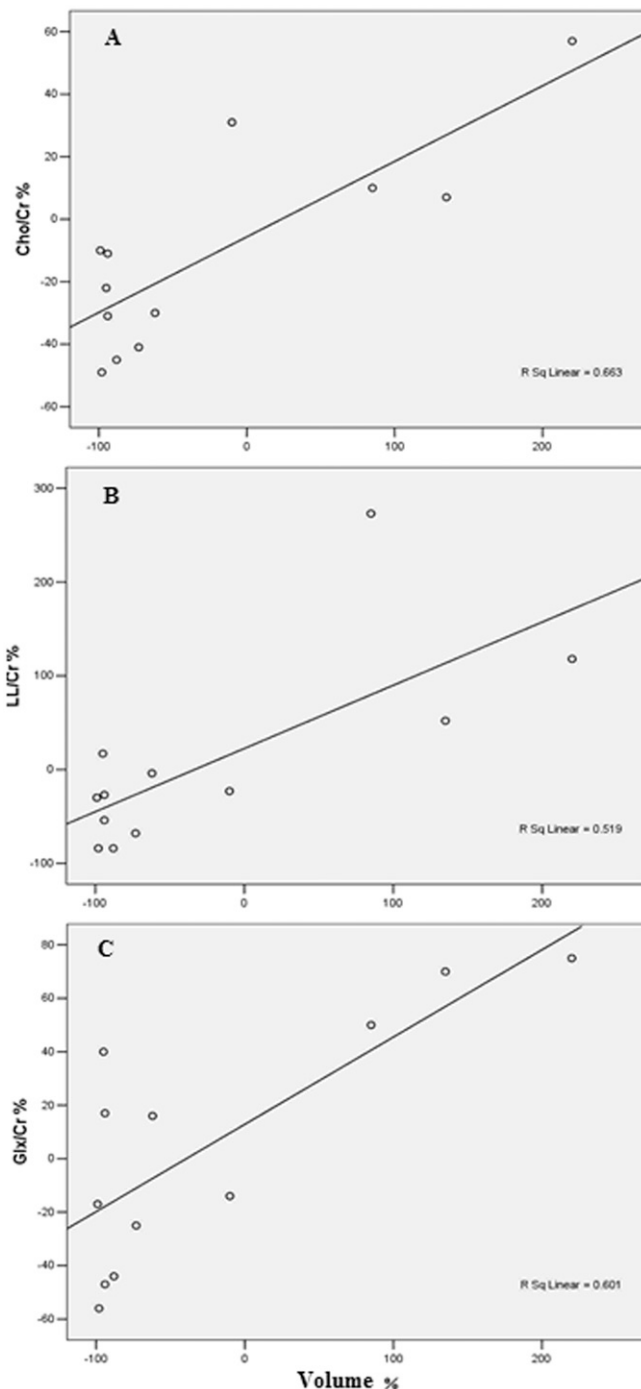 A
60
40
20
0
-20
-40
-60
Cho/Cr %
R Sq Linear = 0.663
-100 0 100 200
B
300
200
100
0
-100
LL/Cr %
R Sq Linear = 0.519
-100 0 100 200
C
80
60
40
20
0
-20
-40
-60
Glx/Cr %
R Sq Linear = 0.601
-100 0 100 200
Volume %